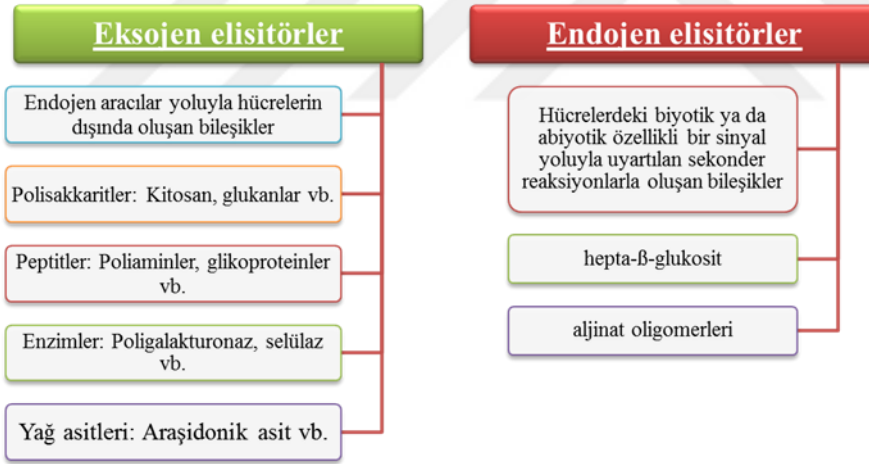 Eksojen elisitörler
Endojen aracılar yoluyla hücrelerin
dışında oluşan bileşikler
Polisakkaritler: Kitosan, glukanlar vb.
Peptitler: Poliaminler, glikoproteinler
vb.
Enzimler: Poligalakturonaz, selülaz
vb.
Yağ asitleri: Araşidonik asit vb.
Endojen elisitörler
Hücrelerdeki biyotik ya da
abiyotik özellikli bir sinyal
yoluyla uyartılan sekonder
reaksiyonlarla oluşan bileşikler
hepta-ß-glukosit
aljinat oligomerleri